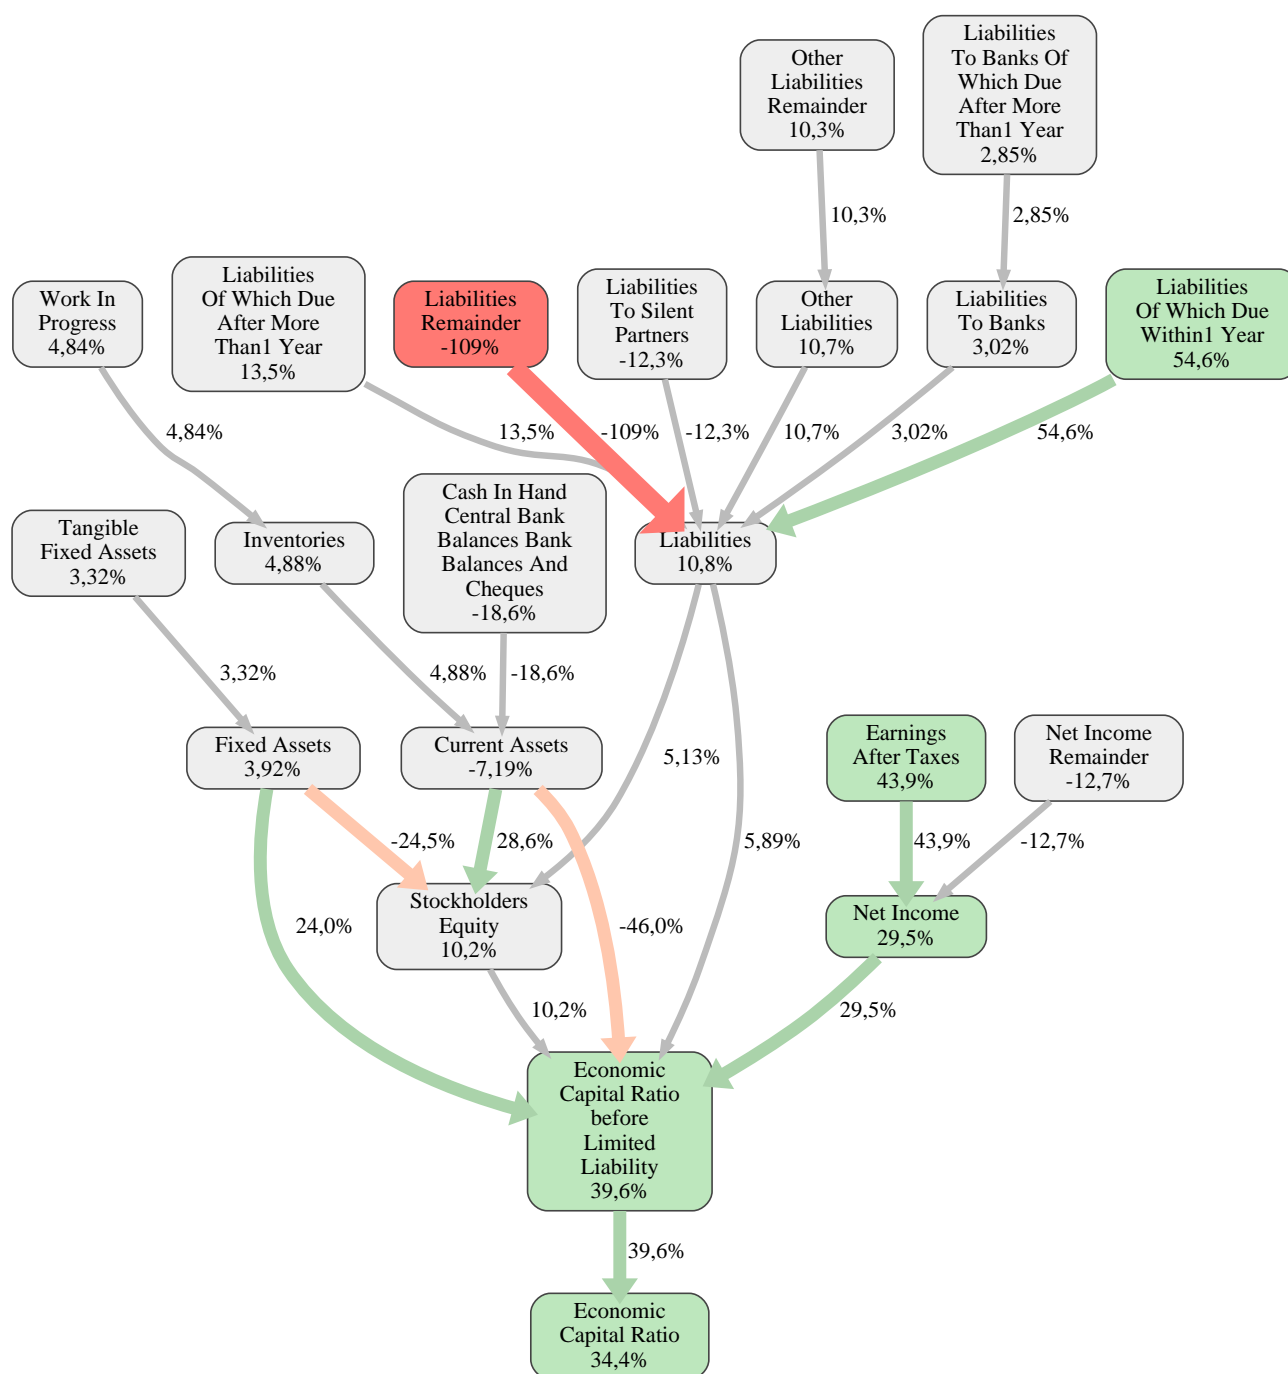 Other
Liabilities
Remainder
10,3%
Liabilities
To Banks Of
Which Due
After More
Than1 Year
2,85%
10,3%
2,85%
Work In
Progress
4,84%
Liabilities
Of Which Due
After More
Than1 Year
13,5%
Liabilities
Remainder
-109%
Liabilities
To Silent
Partners
-12,3%
Other
Liabilities
10,7%
Liabilities
To Banks
3,02%
Liabilities
Of Which Due
Within1 Year
54,6%
4,84%
13,5%
-109%
-12,3%
10,7%
3,02%
54,6%
Tangible
Fixed Assets
3,32%
Inventories
4,88%
Cash In Hand
Central Bank
Balances Bank
Balances And
Cheques
-18,6%
Liabilities
10,8%
3,32%
4,88%
-18,6%
5,13%
Fixed Assets
3,92%
Current Assets
-7,19%
Earnings
After Taxes
43,9%
Net Income
Remainder
-12,7%
-24,5%
28,6%
5,89%
43,9%
-12,7%
24,0%
Stockholders
Equity
10,2%
-46,0%
Net Income
29,5%
10,2%
29,5%
Economic
Capital Ratio
before
Limited
Liability
39,6%
39,6%
Economic
Capital Ratio
34,4%